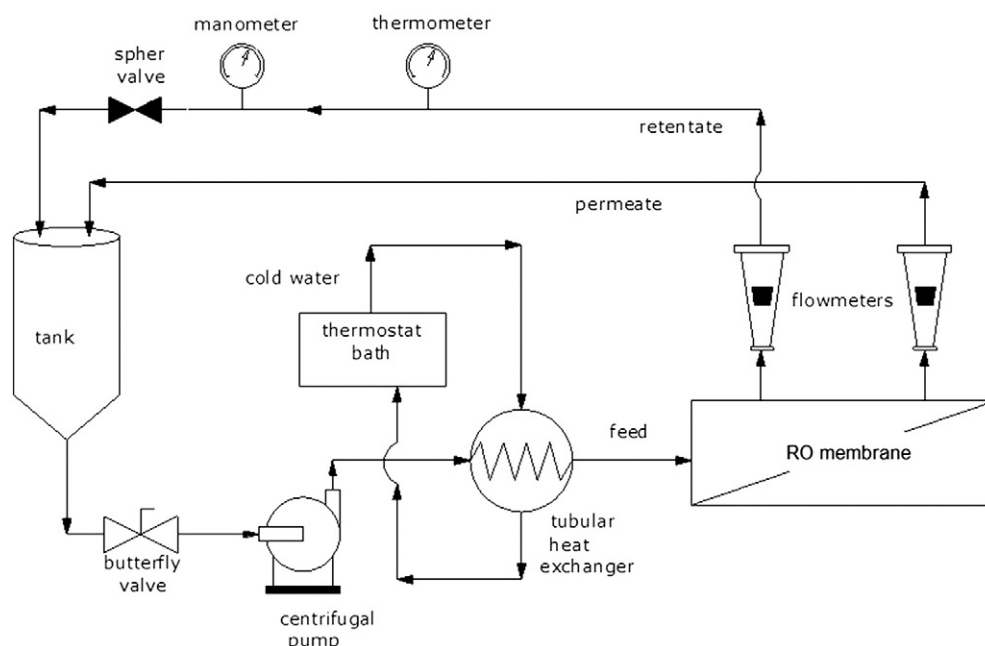 manometer
thermometer
spher
valve
retentate
permeate
cold water
flowmeters
thermostat
bath
tank
feed
RO membrane
tubular
heat
exchanger
butterfly
valve
centrifugal
pump